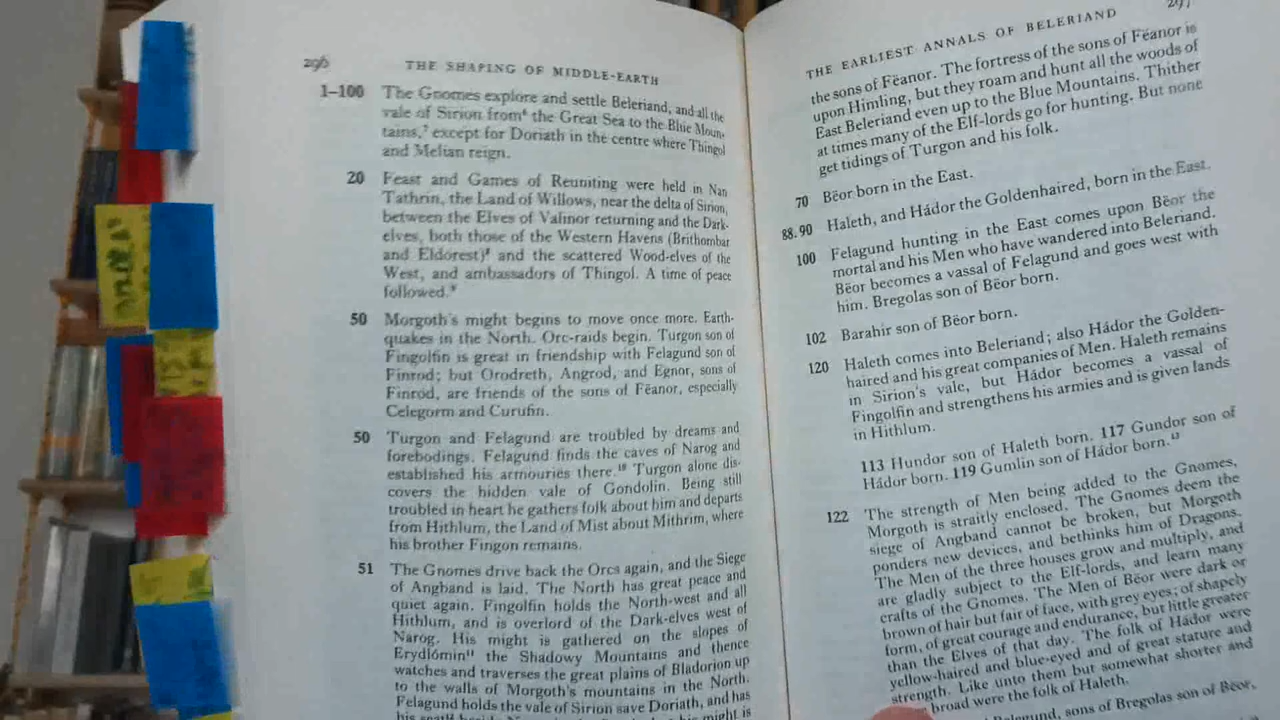 296 THE SHAPING OF MIDDLE-EARTH
1–100 The Gnomes explore and settle Beleriand, and all the
vale of Sirion from⁶ the Great Sea to the Blue Moun-
tains,⁷ except for Doriath in the centre where Thingol
and Melian reign.
20 Feast and Games of Reuniting were held in Nan
Tathrin, the Land of Willows, near the delta of Sirion,
between the Elves of Valinor returning and the Dark-
elves, both those of the Western Havens (Brithombar
and Eldorest)⁸ and the scattered Wood-elves of the
West, and ambassadors of Thingol. A time of peace
followed.⁹
50 Morgoth's might begins to move once more. Earth-
quakes in the North. Orc-raids begin. Turgon son of
Fingolfin is great in friendship with Felagund son of
Finrod; but Orodreth, Angrod, and Egnor, sons of
Finrod, are friends of the sons of Fëanor, especially
Celegorm and Curufin.
50 Turgon and Felagund are troubled by dreams and
forebodings. Felagund finds the caves of Narog and
established his armouries there.¹⁰ Turgon alone dis-
covers the hidden vale of Gondolin. Being still
troubled in heart he gathers folk about him and departs
from Hithlum, the Land of Mist about Mithrim, where
his brother Fingon remains.
51 The Gnomes drive back the Orcs again, and the Siege
of Angband is laid. The North has great peace and
quiet again. Fingolfin holds the North-west and all
Hithlum, and is overlord of the Dark-elves west of
Narog. His might is gathered on the slopes of
Erydlómin¹¹ the Shadowy Mountains and thence
watches and traverses the great plains of Bladorion up
to the walls of Morgoth's mountains in the North.
Felagund holds the vale of Sirion save Doriath, and has
might is
THE EARLIEST ANNALS OF BELERIAND 297
the sons of Fëanor. The fortress of the sons of Fëanor is
upon Himling, but they roam and hunt all the woods of
East Beleriand even up to the Blue Mountains. Thither
at times many of the Elf-lords go for hunting. But none
get tidings of Turgon and his folk.
70 Bëor born in the East.
88.90 Haleth, and Hádor the Goldenhaired, born in the East.
100 Felagund hunting in the East comes upon Bëor the
mortal and his Men who have wandered into Beleriand.
Bëor becomes a vassal of Felagund and goes west with
him. Bregolas son of Bëor born.
102 Barahir son of Bëor born.
120 Haleth comes into Beleriand; also Hádor the Golden-
haired and his great companies of Men. Haleth remains
in Sirion's vale, but Hádor becomes a vassal of
Fingolfin and strengthens his armies and is given lands
in Hithlum.
113 Hundor son of Haleth born. 117 Gundor son of
Hádor born. 119 Gumlin son of Hádor born.¹²
122 The strength of Men being added to the Gnomes,
Morgoth is straitly enclosed. The Gnomes deem the
siege of Angband cannot be broken, but Morgoth
ponders new devices, and bethinks him of Dragons.
The Men of the three houses grow and multiply, and
are gladly subject to the Elf-lords, and learn many
crafts of the Gnomes. The Men of Bëor were dark or
brown of hair but fair of face, with grey eyes; of shapely
form, of great courage and endurance, but little greater
than the Elves of that day. The folk of Hádor were
yellow-haired and blue-eyed and of great stature and
strength. Like unto them but somewhat shorter and
broad were the folk of Haleth.
sons of Bregolas son of Bëor,